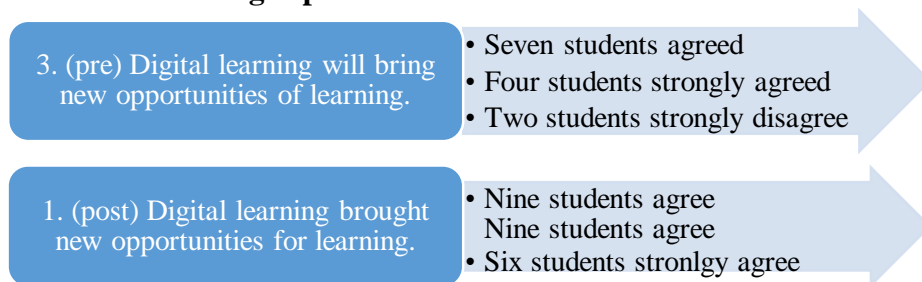 3. (pre) Digital learning will bring
new opportunities of learning.
• Seven students agreed
• Four students strongly agreed
• Two students strongly disagree
1. (post) Digital learning brought
new opportunities for learning.
• Nine students agree
Nine students agree
• Six students stronlgy agree